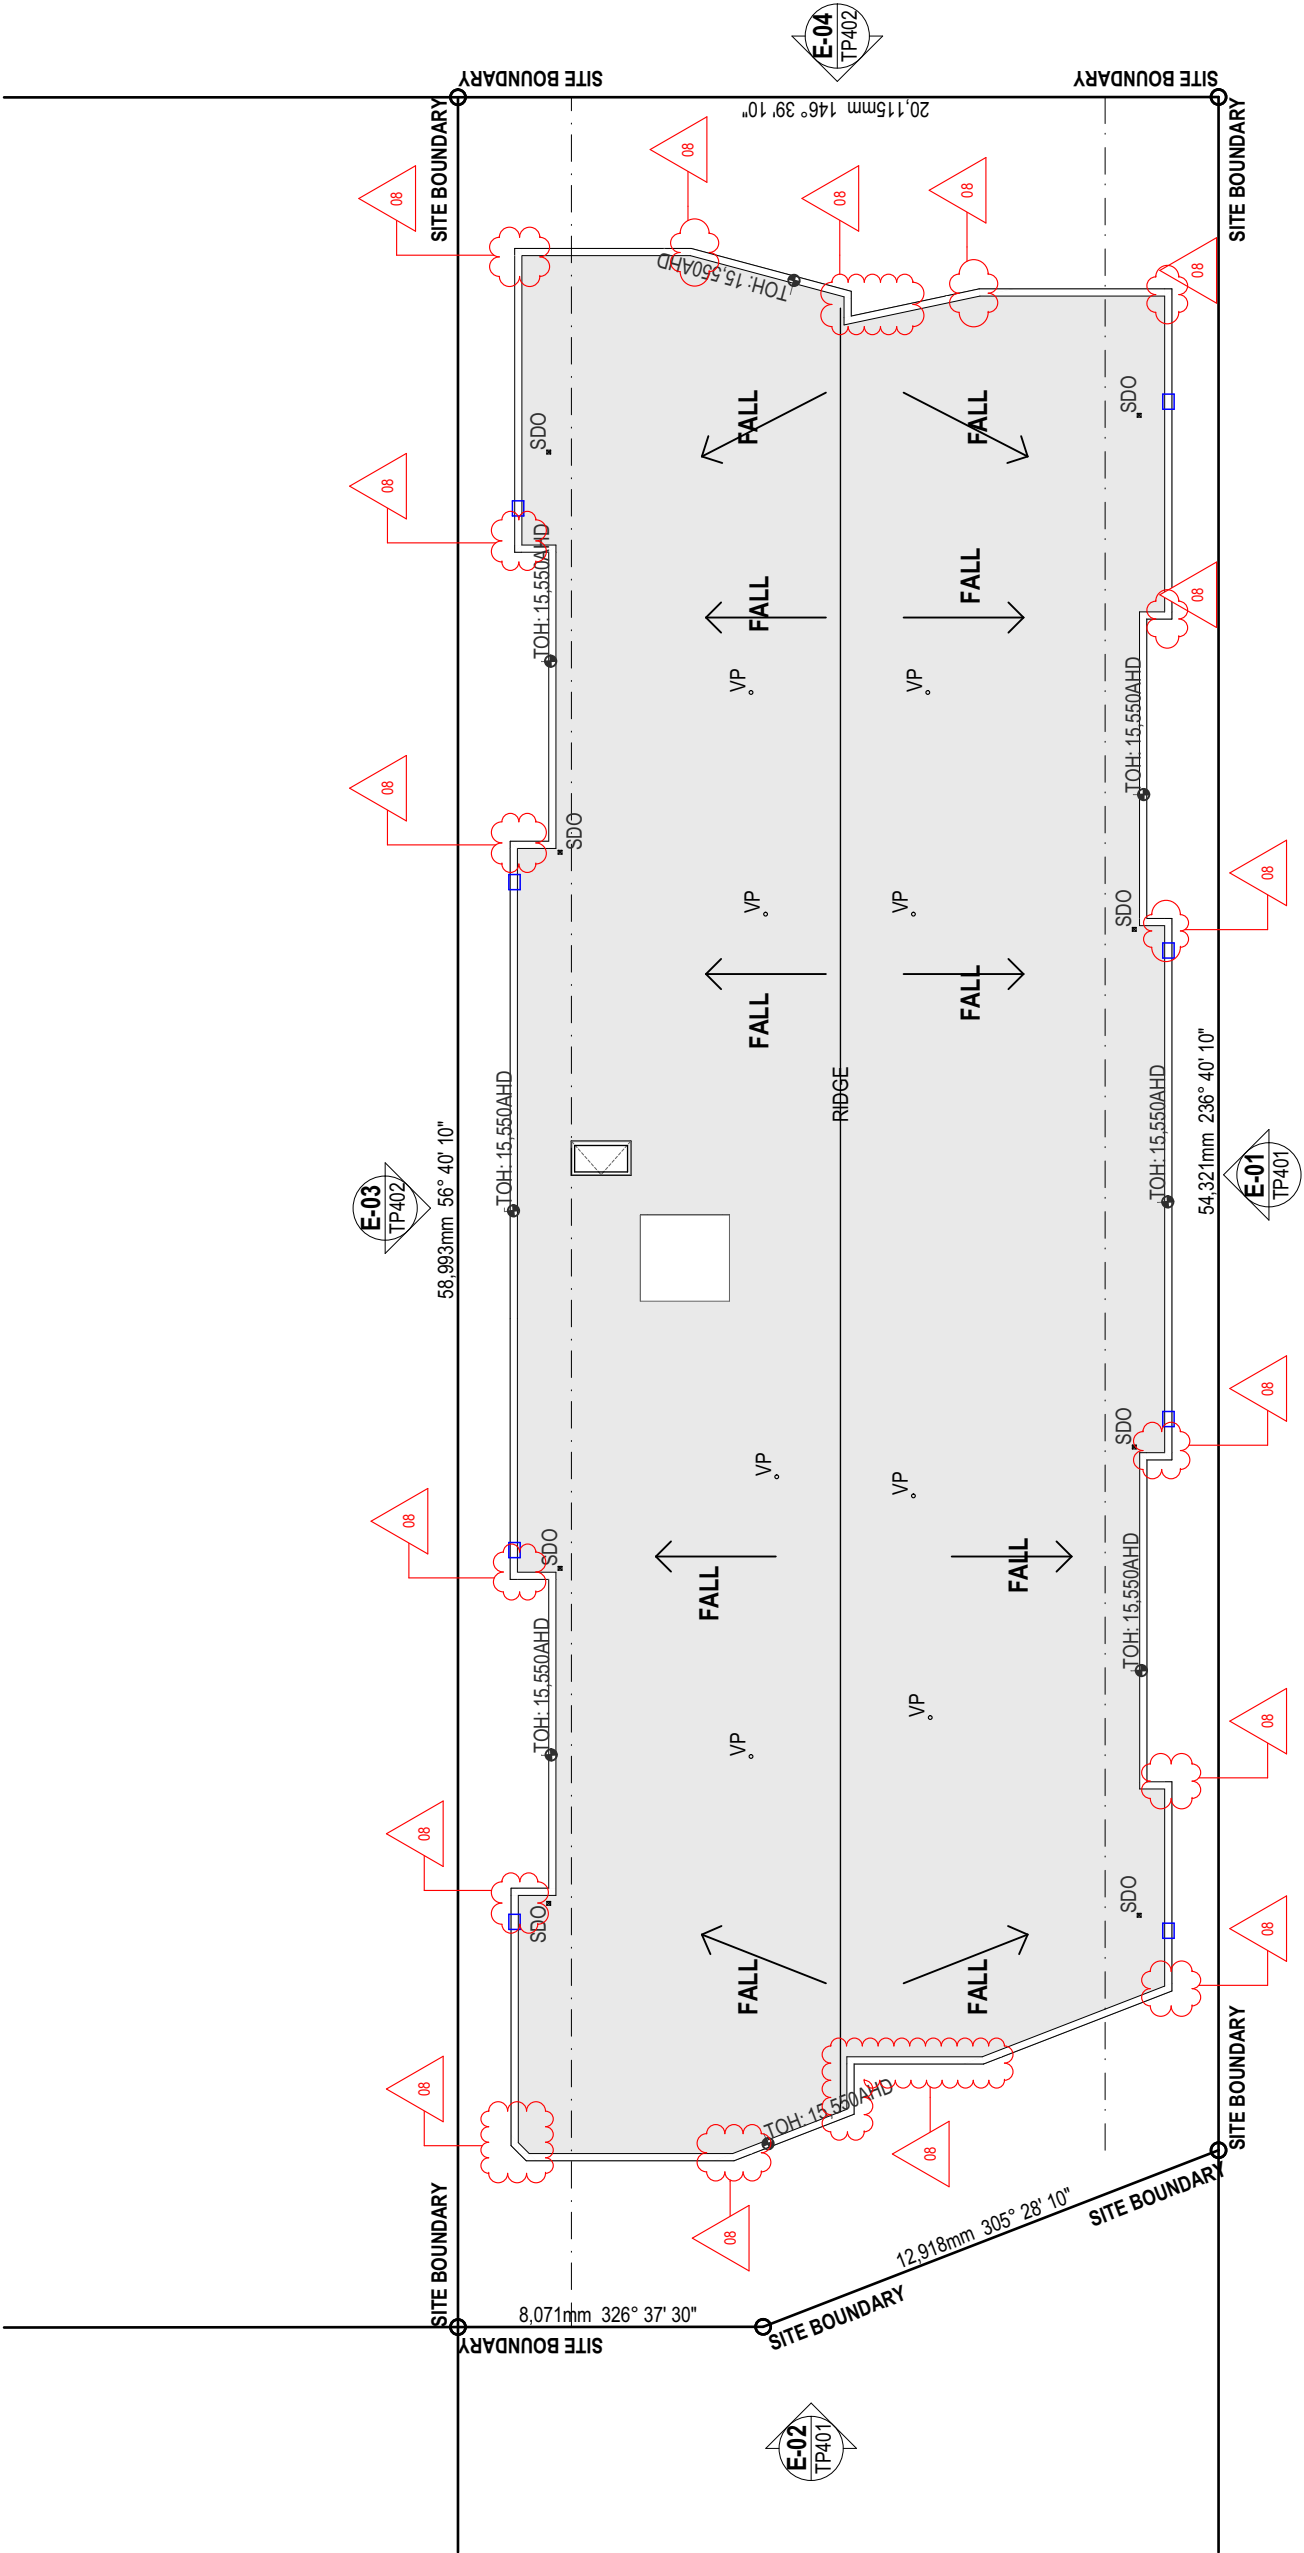 E-04
TP402
SITE BOUNDARY
SITE BOUNDARY
20,115mm 146° 39' 10"
SITE BOUNDARY
SITE BOUNDARY
08
08
08
08
08
TOH: 15,550AHD
FALL
FALL
SDO
SDO
08
TOH: 15,550AHD
FALL
FALL
08
VP
VP
TOH: 15,550AHD
08
SDO
SDO
VP
VP
08
FALL
FALL
RIDGE
TOH: 15,550AHD
TOH: 15,550AHD
58,993mm 56° 40' 10"
54,321mm 236° 40' 10"
E-03
TP402
E-01
TP401
08
08
SDO
SDO
VP
VP
FALL
FALL
TOH: 15,550AHD
TOH: 15,550AHD
VP
VP
08
08
SDO
SDO
08
FALL
FALL
08
TOH: 15,550AHD
08
08
SITE BOUNDARY
SITE BOUNDARY
SITE BOUNDARY
12,918mm 305° 28' 10"
SITE BOUNDARY
8,071mm 326° 37' 30"
SITE BOUNDARY
E-02
TP401